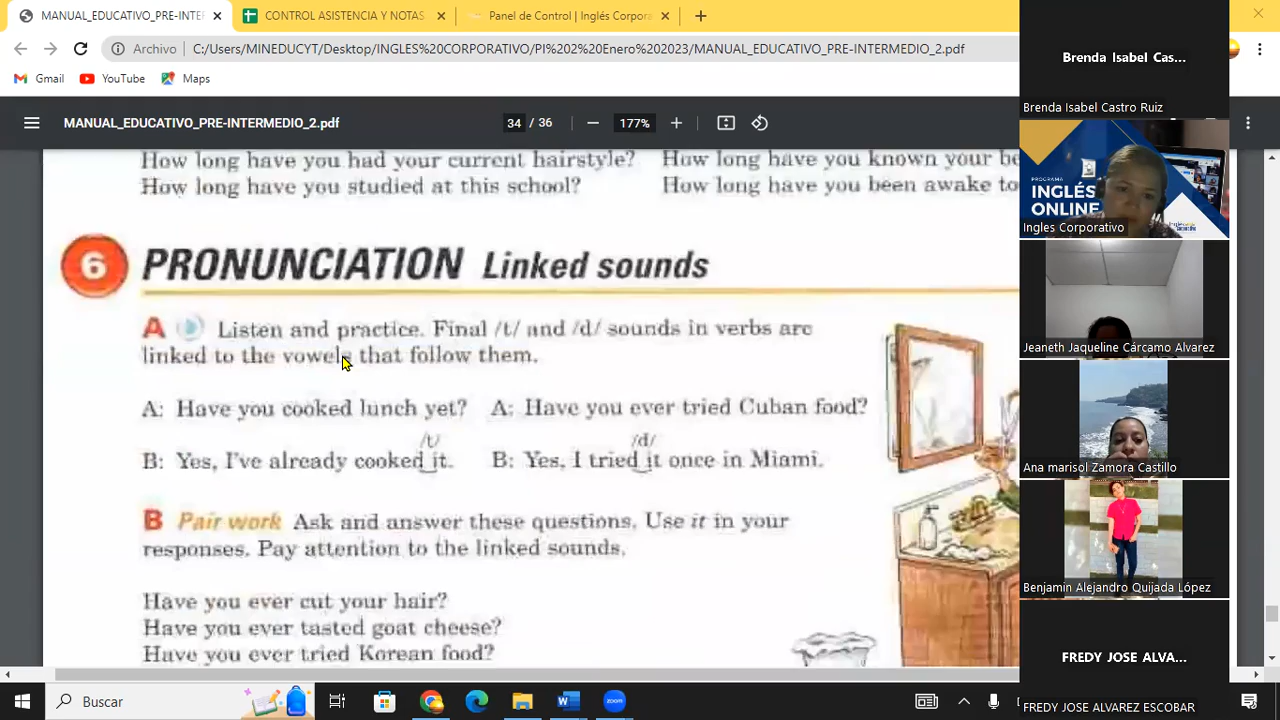 MANUAL_EDUCATIVO_PRE-INTER
CONTROL ASISTENCIA Y NOTAS
Panel de Control | Inglés Corpora
Archivo
C:/Users/MINEDUCYT/Desktop/INGLES%20CORPORATIVO/PI%202%20Enero%202023/MANUAL_EDUCATIVO_PRE-INTERMEDIO_2.pdf
Gmail
YouTube
Maps
MANUAL_EDUCATIVO_PRE-INTERMEDIO_2.pdf
34 / 36
177%
How long have you had your current hairstyle? How long have you known your be
How long have you studied at this school? How long have you been awake to
6 PRONUNCIATION Linked sounds
A Listen and practice. Final /t/ and /d/ sounds in verbs are
linked to the vowels that follow them.
A: Have you cooked lunch yet? A: Have you ever tried Cuban food?
/t/ /d/
B: Yes, I've already cooked it. B: Yes, I tried it once in Miami.
B Pair work Ask and answer these questions. Use it in your
responses. Pay attention to the linked sounds.
Have you ever cut your hair?
Have you ever tasted goat cheese?
Have you ever tried Korean food?
Brenda Isabel Cas...
Brenda Isabel Castro Ruiz
PROGRAMA
INGLÉS
ONLINE
Ingles Corporativo
Jeaneth Jaqueline Cárcamo Alvarez
Ana marisol Zamora Castillo
Benjamin Alejandro Quijada López
FREDY JOSE ALVA...
FREDY JOSE ALVAREZ ESCOBAR
Buscar
zoom